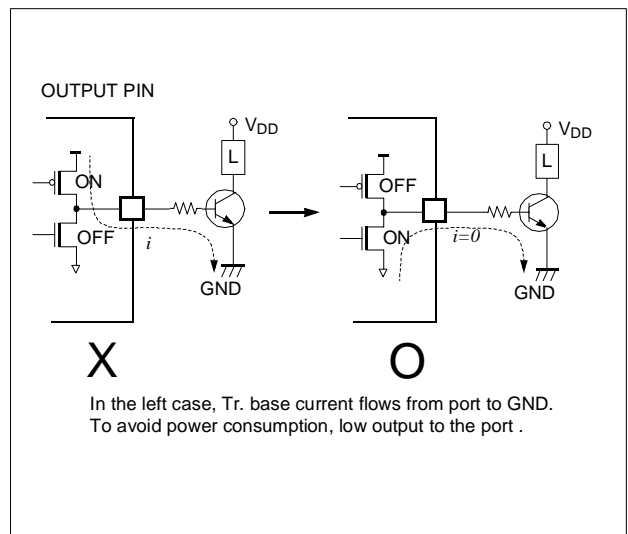 OUTPUT PIN
VDD
L
ON
OFF
i
GND
X
VDD
L
OFF
ON
i=0
GND
O
In the left case, Tr. base current flows from port to GND.
To avoid power consumption, low output to the port .